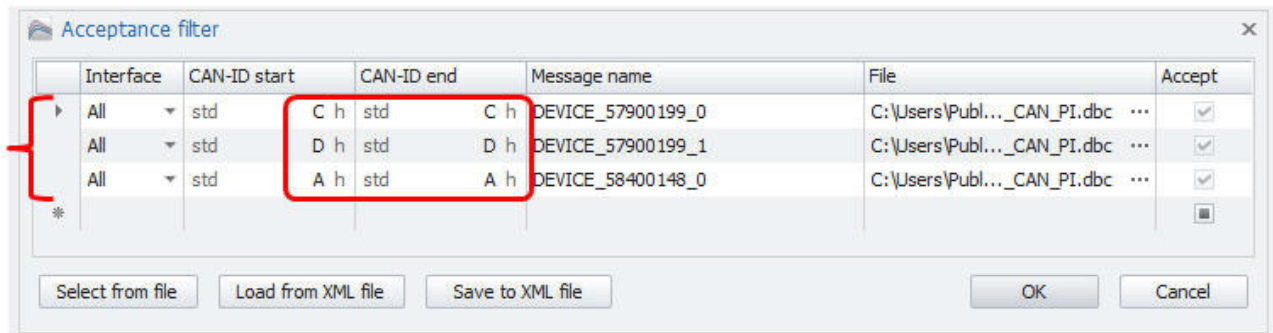 Acceptance filter
Interface CAN-ID start CAN-ID end Message name File Accept
All std C h std C h DEVICE_57900199_0 C:\Users\Publ..._CAN_PI.dbc ...
All std D h std D h DEVICE_57900199_1 C:\Users\Publ..._CAN_PI.dbc ...
All std A h std A h DEVICE_58400148_0 C:\Users\Publ..._CAN_PI.dbc ...
Select from file Load from XML file Save to XML file OK Cancel